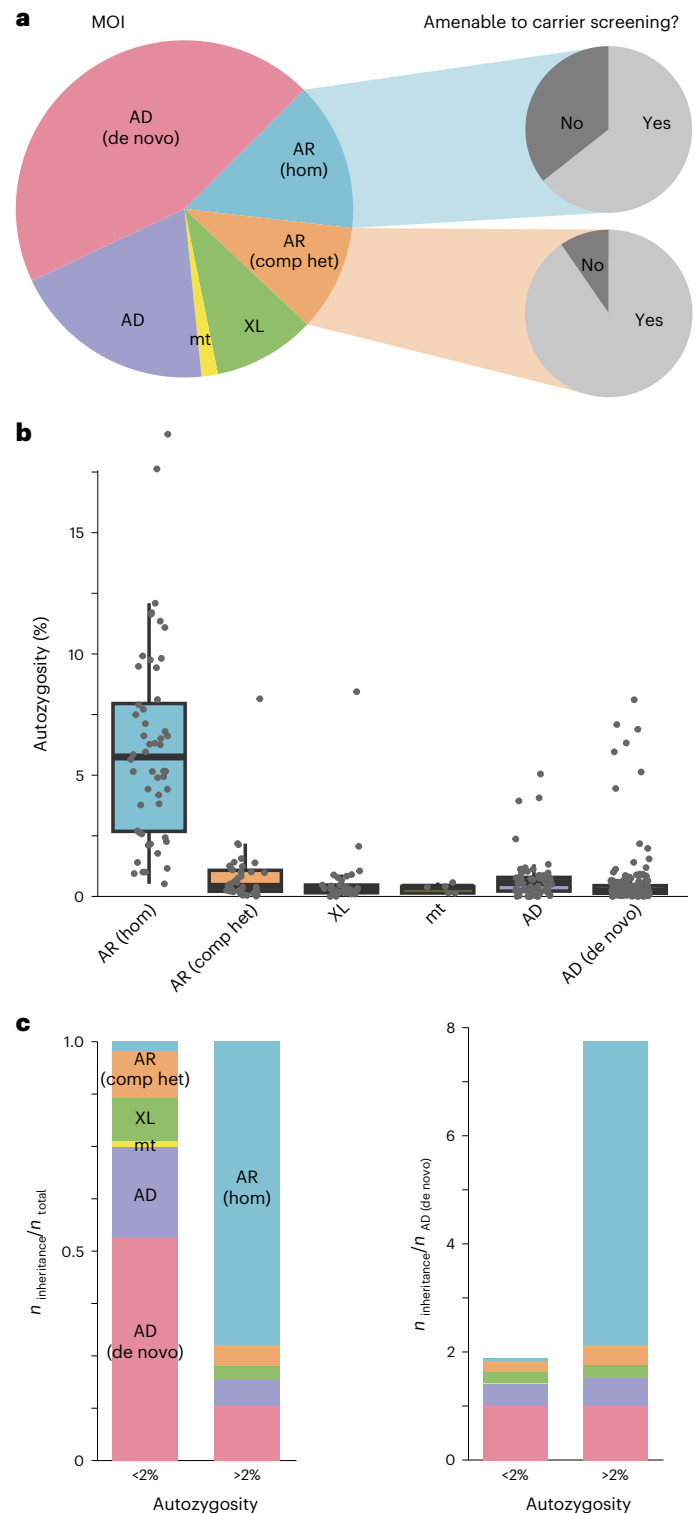 a
MOI
Amenable to carrier screening?
AD
(de novo)
AR
(hom)
AR
(comp het)
XL
mt
AD
No
Yes
No
Yes
b
Autozygosity (%)
15
10
5
0
AR (hom)
AR (comp het)
XL
mt
AD
AD (de novo)
c
n inheritance/n total
1.0
0.5
0
AR
(comp het)
XL
mt
AD
AD
(de novo)
AR
(hom)
<2%
>2%
Autozygosity
n inheritance/n AD (de novo)
8
6
4
2
0
<2%
>2%
Autozygosity